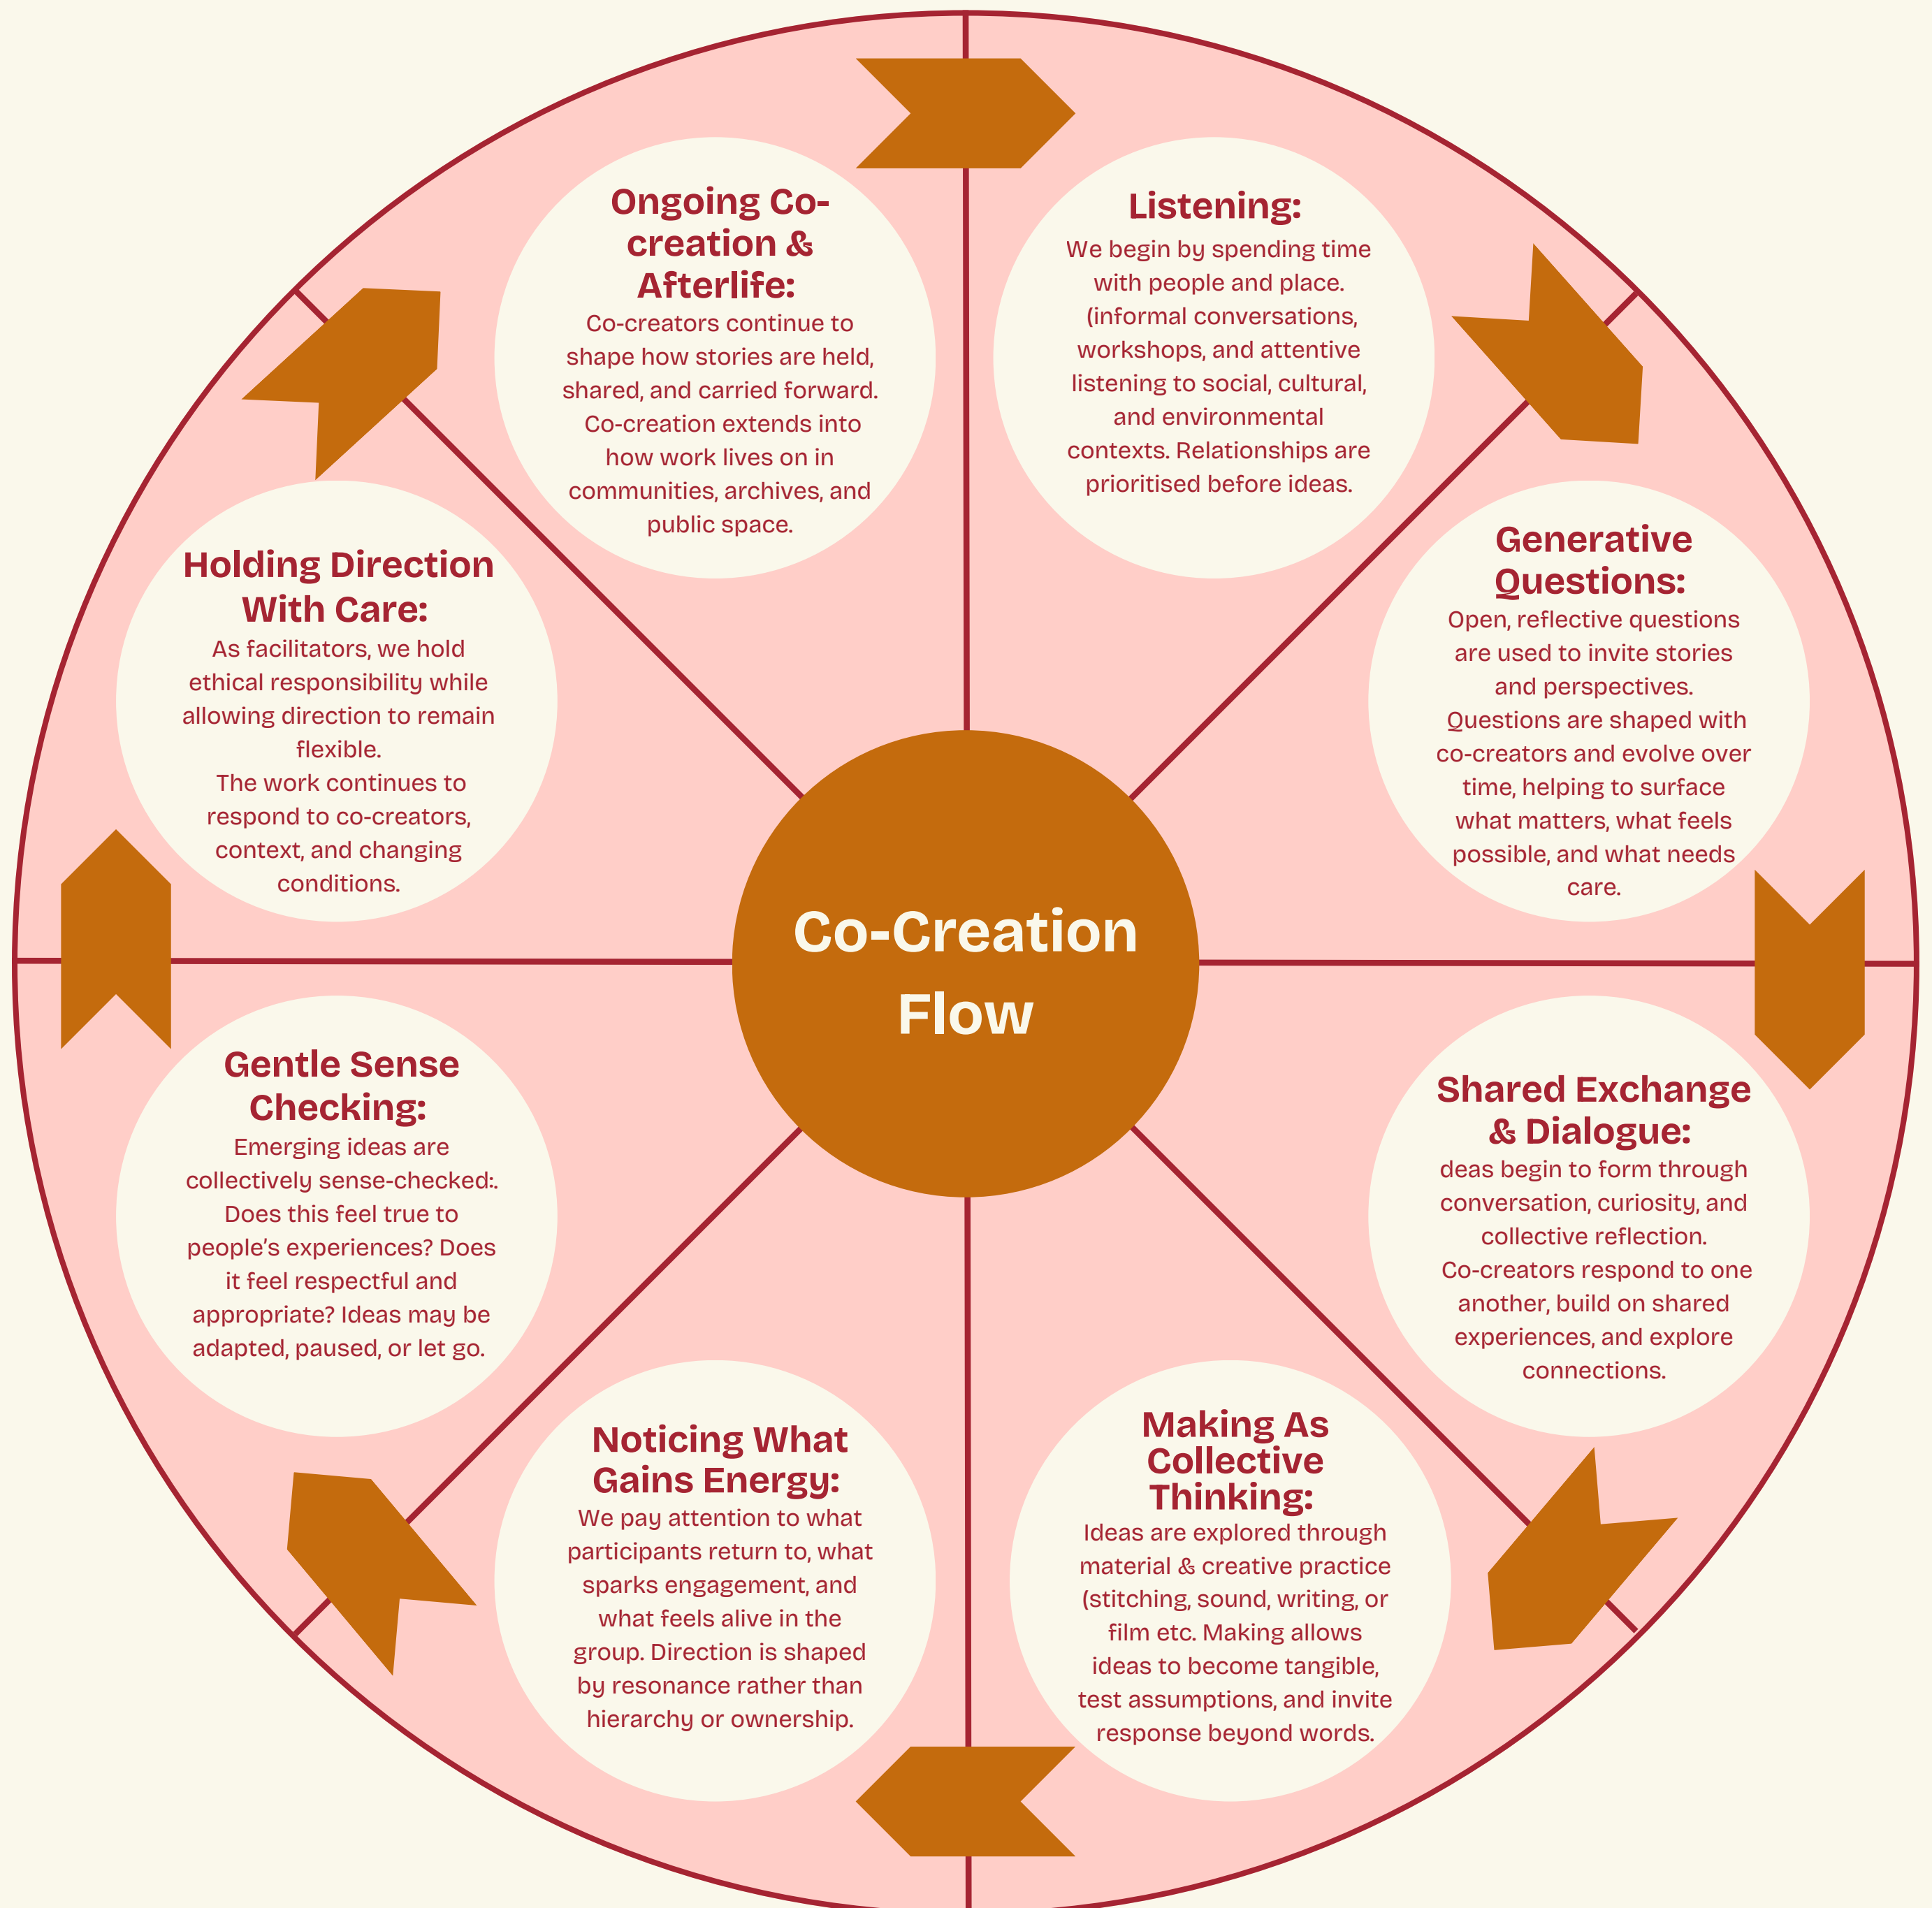 Co-Creation
Flow
Listening:
We begin by spending time
with people and place.
(informal conversations,
workshops, and attentive
listening to social, cultural,
and environmental
contexts. Relationships are
prioritised before ideas.
Generative
Questions:
Open, reflective questions
are used to invite stories
and perspectives.
Questions are shaped with
co-creators and evolve over
time, helping to surface
what matters, what feels
possible, and what needs
care.
Shared Exchange
& Dialogue:
deas begin to form through
conversation, curiosity, and
collective reflection.
Co-creators respond to one
another, build on shared
experiences, and explore
connections.
Making As
Collective
Thinking:
Ideas are explored through
material & creative practice
(stitching, sound, writing, or
film etc. Making allows
ideas to become tangible,
test assumptions, and invite
response beyond words.
Noticing What
Gains Energy:
We pay attention to what
participants return to, what
sparks engagement, and
what feels alive in the
group. Direction is shaped
by resonance rather than
hierarchy or ownership.
Gentle Sense
Checking:
Emerging ideas are
collectively sense-checked:.
Does this feel true to
people’s experiences? Does
it feel respectful and
appropriate? Ideas may be
adapted, paused, or let go.
Holding Direction
With Care:
As facilitators, we hold
ethical responsibility while
allowing direction to remain
flexible.
The work continues to
respond to co-creators,
context, and changing
conditions.
Ongoing Co-
creation &
Afterlife:
Co-creators continue to
shape how stories are held,
shared, and carried forward.
Co-creation extends into
how work lives on in
communities, archives, and
public space.